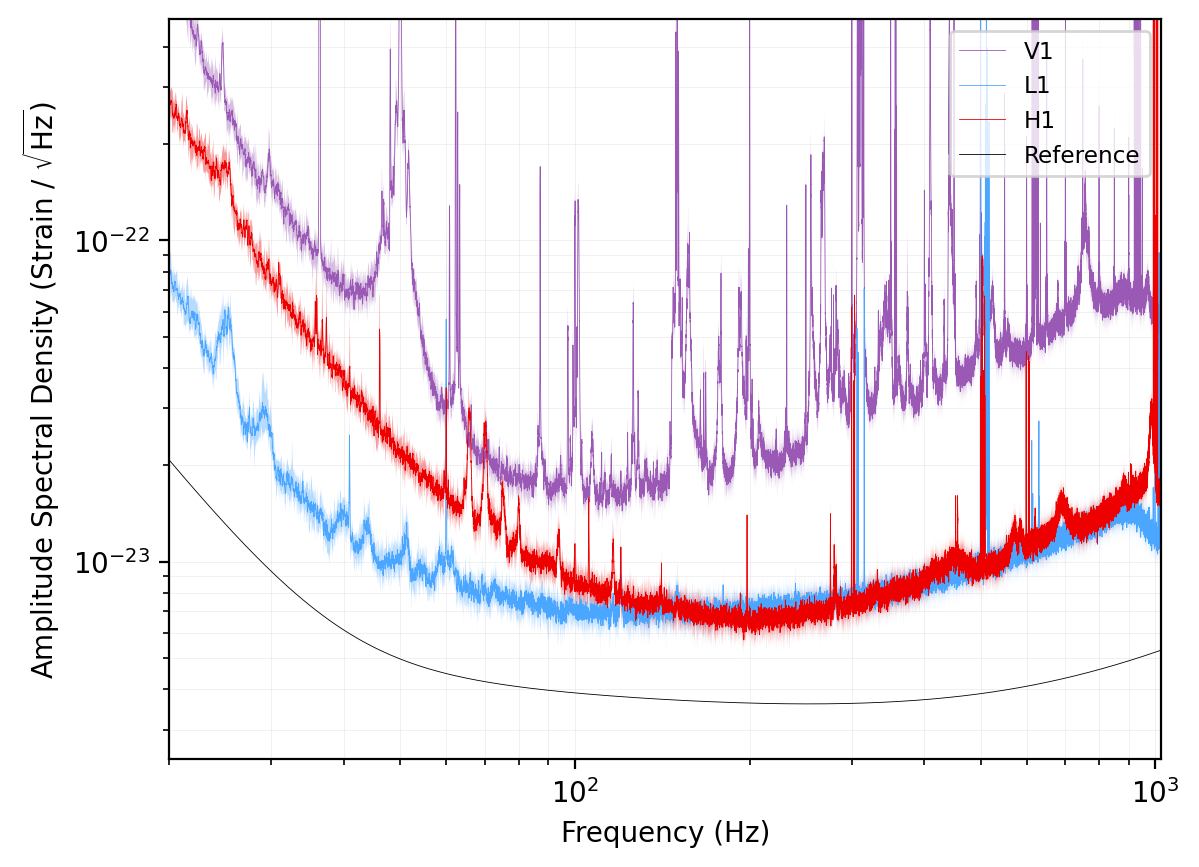 V1
L1
H1
Reference
10⁻²²
10⁻²³
Amplitude Spectral Density (Strain / √Hz)
10² 10³
Frequency (Hz)